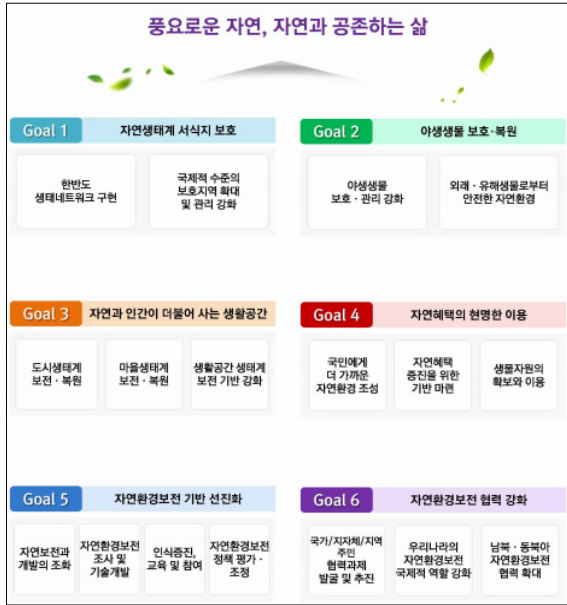 풍요로운 자연, 자연과 공존하는 삶
Goal 1 자연생태계 서식지 보호
한반도
생태네트워크 구현
국제적 수준의
보호지역 확대
및 관리 강화
Goal 2 야생생물 보호·복원
야생생물
보호·관리 강화
외래·유해생물로부터
안전한 자연환경
Goal 3 자연과 인간이 더불어 사는 생활공간
도시생태계
보전·복원
마을생태계
보전·복원
생활공간 생태계
보전 기반 강화
Goal 4 자연혜택의 현명한 이용
국민에게
더 가까운
자연환경 조성
자연혜택
증진을 위한
기반 마련
생물자원의
확보와 이용
Goal 5 자연환경보전 기반 선진화
자연보전과
개발의 조화
자연환경보전
조사 및
기술개발
인식증진,
교육 및 참여
자연환경보전
정책 평가·
조정
Goal 6 자연환경보전 협력 강화
국가/지자체/지역
주민
협력과제
발굴 및 추진
우리나라의
자연환경보전
국제적 역할 강화
남북·동북아
자연환경보전
협력 확대